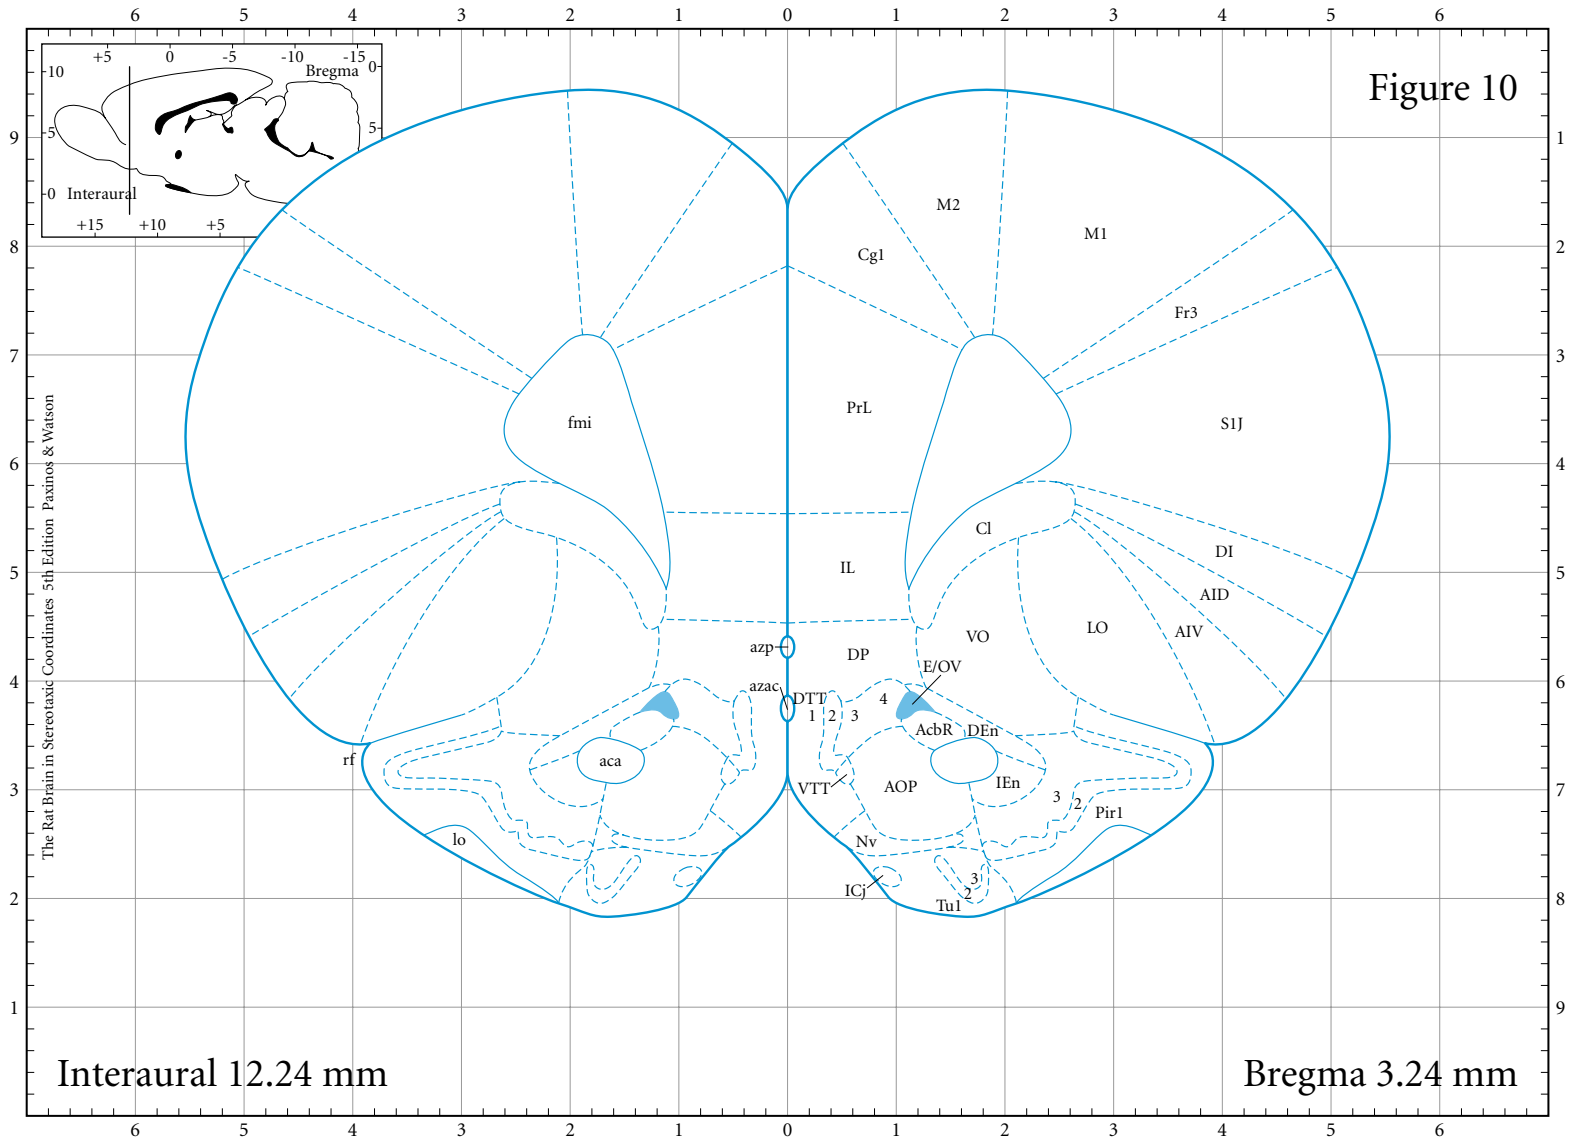 6 5 4 3 2 1 0 1 2 3 4 5 6
+5 0 -5 -10 -15
-10 Bregma 0
-5 5
-0 Interaural
+15 +10 +5
Figure 10
9 1
8 2
7 3
6 4
5 5
4 6
3 7
2 8
1 9
M2
M1
Cg1
Fr3
PrL
fmi
S1J
Cl
DI
IL
AID
LO
AIV
VO
azp
DP
E/OV
azac
DTT
4
1 2 3
AcbR DEn
rf
aca
VTT AOP IEn
3
2
Pir1
lo
Nv
3
ICj
2
Tu1
The Rat Brain in Stereotaxic Coordinates 5th Edition Paxinos & Watson
Interaural 12.24 mm
Bregma 3.24 mm
6 5 4 3 2 1 0 1 2 3 4 5 6